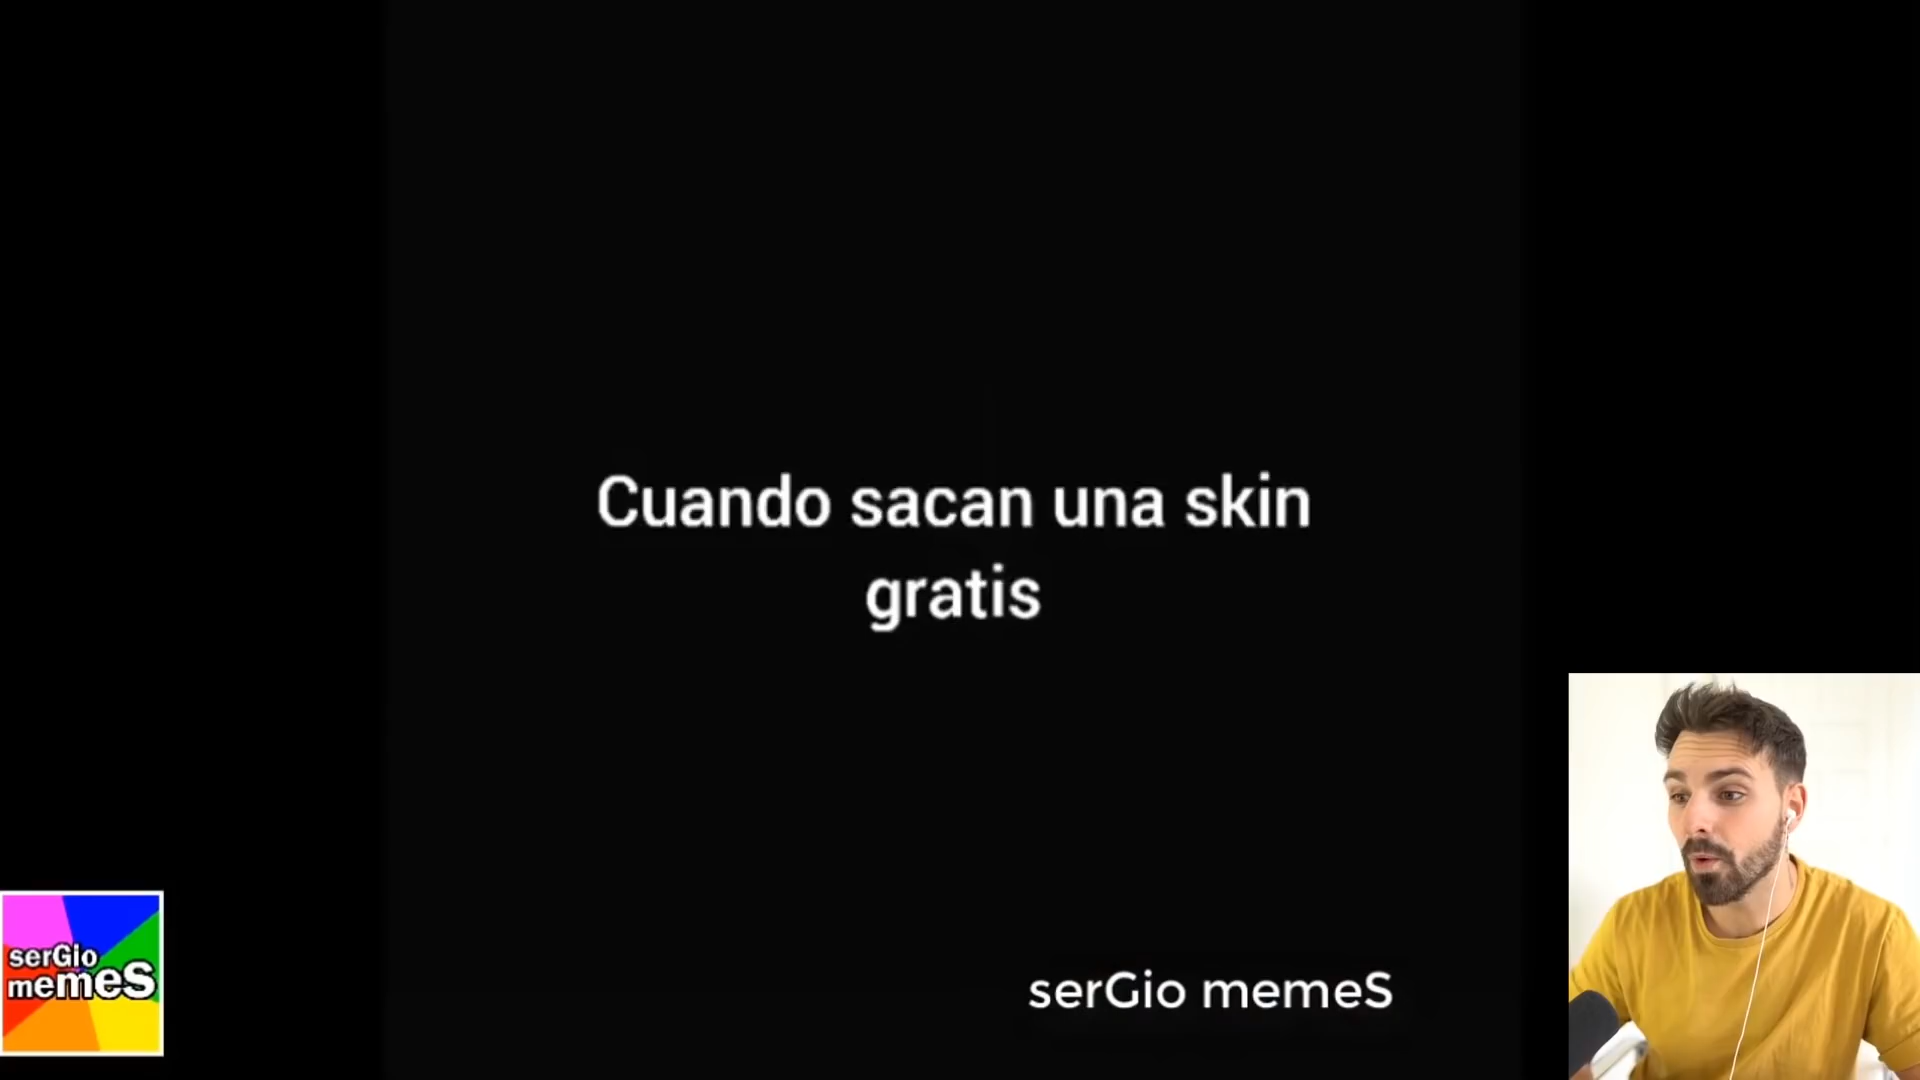 Cuando sacan una skin
gratis
serGio
memeS
serGio memeS